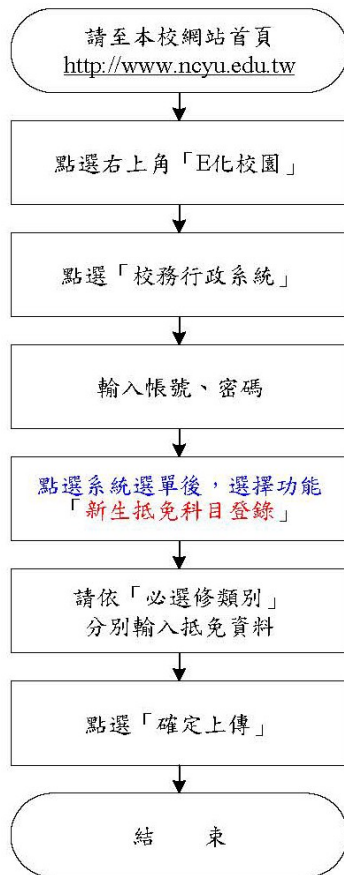 請至本校網站首頁
http://www.ncyu.edu.tw
點選右上角「E化校園」
點選「校務行政系統」
輸入帳號、密碼
點選系統選單後，選擇功能
「新生抵免科目登錄」
請依「必選修類別」
分別輸入抵免資料
點選「確定上傳」
結 束